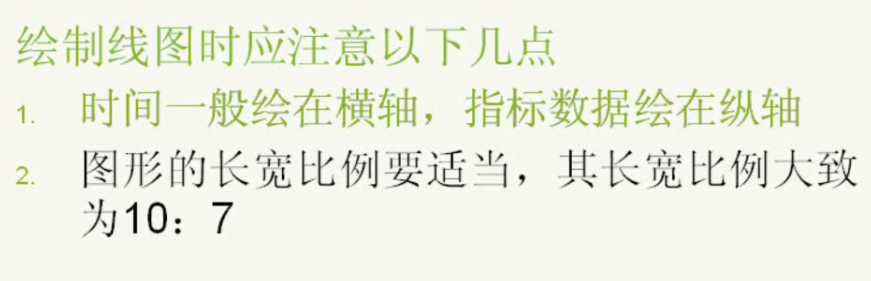 绘制线图时应注意以下几点
1. 时间一般绘在横轴，指标数据绘在纵轴
2. 图形的长宽比例要适当，其长宽比例大致
为10：7